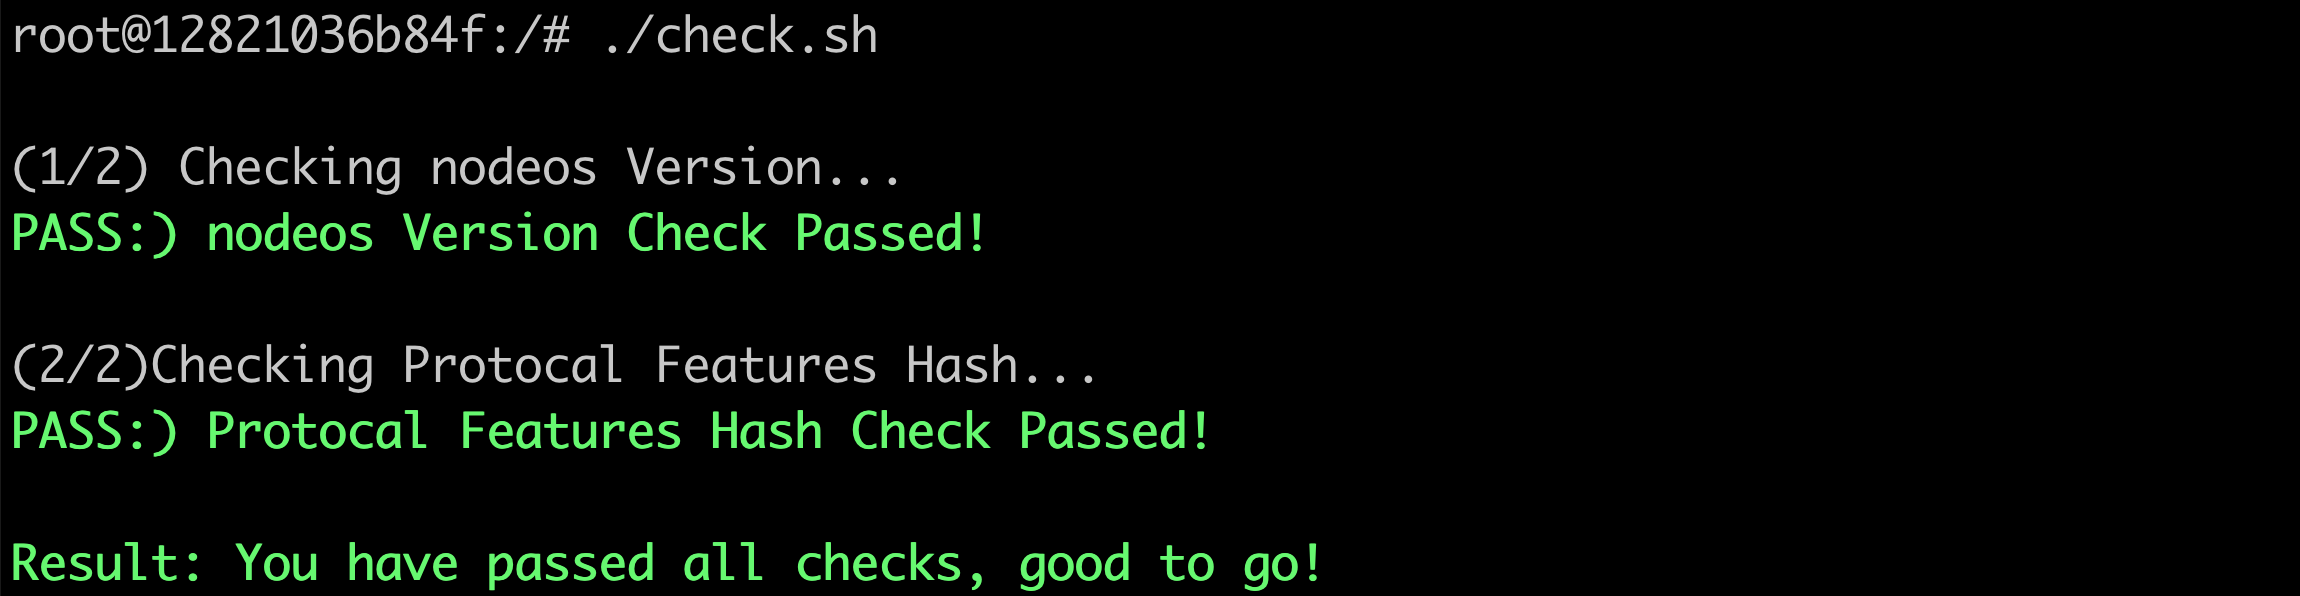 root@12821036b84f:/# ./check.sh
(1/2) Checking nodeos Version...
PASS:) nodeos Version Check Passed!
(2/2)Checking Protocal Features Hash...
PASS:) Protocal Features Hash Check Passed!
Result: You have passed all checks, good to go!